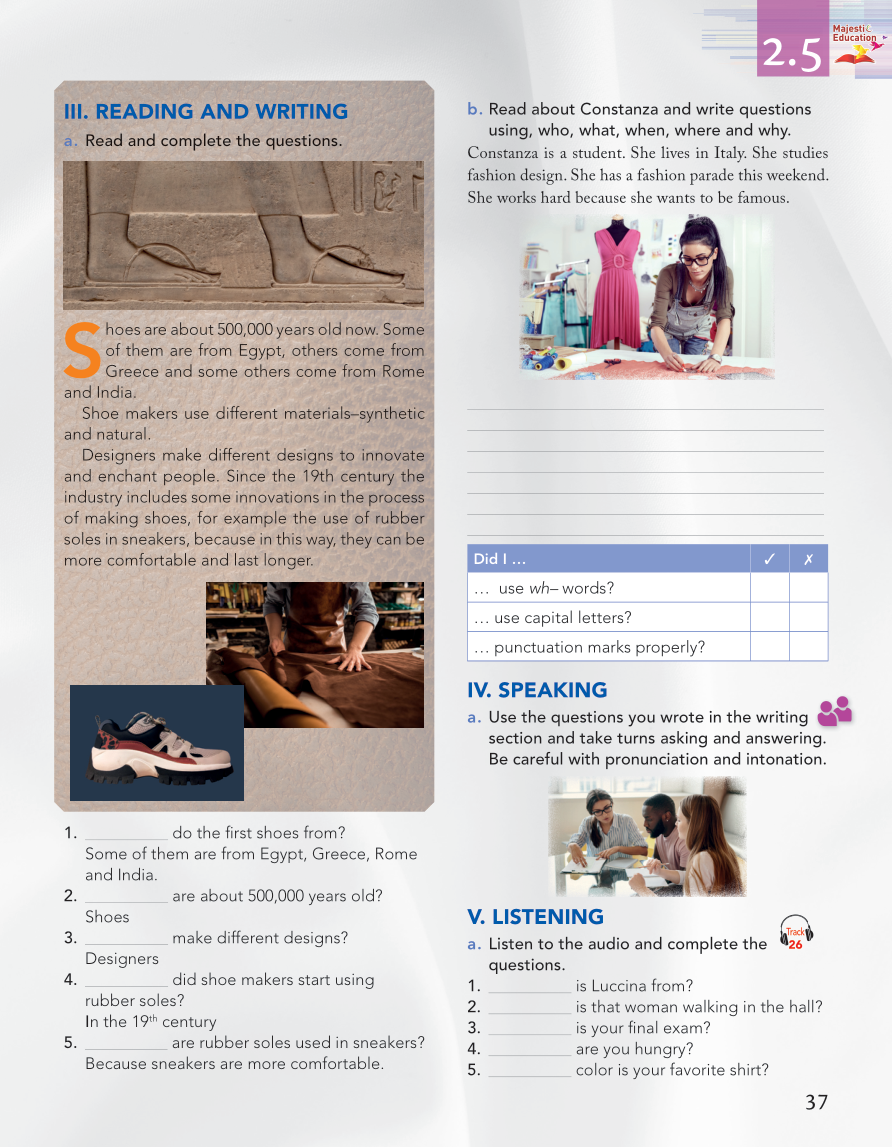 2.5
Majestic
Education
III. READING AND WRITING
a. Read and complete the questions.
Shoes are about 500,000 years old now. Some
of them are from Egypt, others come from
Greece and some others come from Rome
and India.
Shoe makers use different materials–synthetic
and natural.
Designers make different designs to innovate
and enchant people. Since the 19th century the
industry includes some innovations in the process
of making shoes, for example the use of rubber
soles in sneakers, because in this way, they can be
more comfortable and last longer.
1. __________ do the first shoes from?
Some of them are from Egypt, Greece, Rome
and India.
2. __________ are about 500,000 years old?
Shoes
3. __________ make different designs?
Designers
4. __________ did shoe makers start using
rubber soles?
In the 19th century
5. __________ are rubber soles used in sneakers?
Because sneakers are more comfortable.
b. Read about Constanza and write questions
using, who, what, when, where and why.
Constanza is a student. She lives in Italy. She studies
fashion design. She has a fashion parade this weekend.
She works hard because she wants to be famous.
Did I ... ✓ ✗
... use wh– words?
... use capital letters?
... punctuation marks properly?
IV. SPEAKING
a. Use the questions you wrote in the writing
section and take turns asking and answering.
Be careful with pronunciation and intonation.
V. LISTENING
Track
26
a. Listen to the audio and complete the
questions.
1. __________ is Luccina from?
2. __________ is that woman walking in the hall?
3. __________ is your final exam?
4. __________ are you hungry?
5. __________ color is your favorite shirt?
37